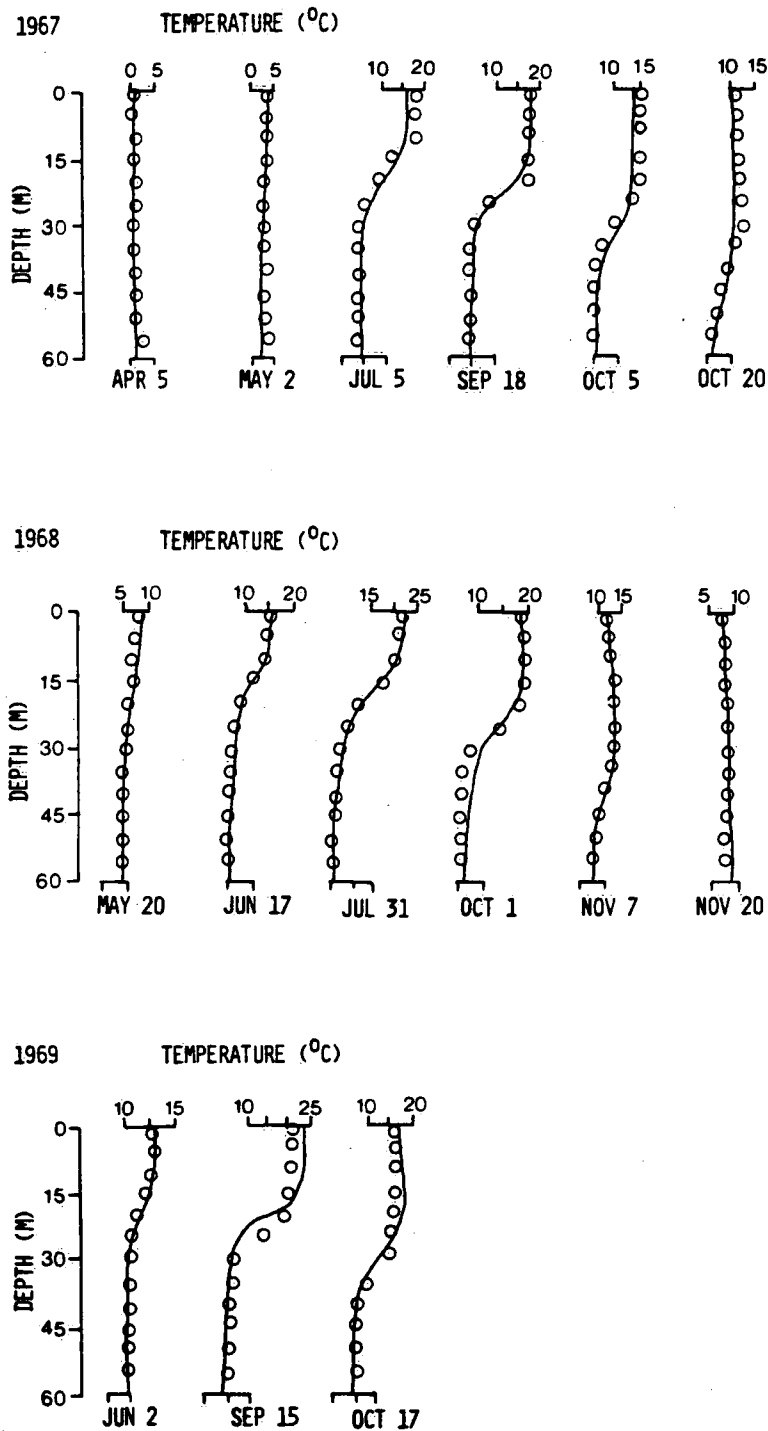 1967 TEMPERATURE (°C)
0 5 0 5 10 20 10 20 10 15 10 15
0
15
30
45
60
DEPTH (M)
APR 5 MAY 2 JUL 5 SEP 18 OCT 5 OCT 20
1968 TEMPERATURE (°C)
5 10 10 20 15 25 10 20 10 15 5 10
0
15
30
45
60
DEPTH (M)
MAY 20 JUN 17 JUL 31 OCT 1 NOV 7 NOV 20
1969 TEMPERATURE (°C)
10 15 10 25 10 20
0
15
30
45
60
DEPTH (M)
JUN 2 SEP 15 OCT 17